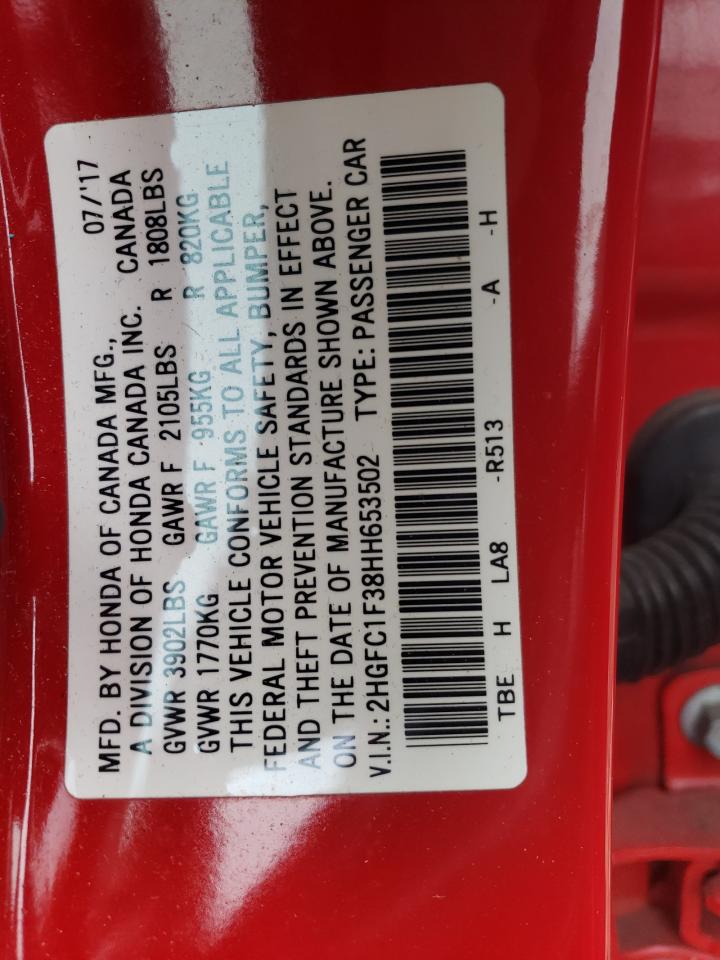 MFD. BY HONDA OF CANADA MFG., 07/'17
A DIVISION OF HONDA CANADA INC. CANADA
GVWR 3902LBS GAWR F 2105LBS R 1808LBS
GVWR 1770KG GAWR F 955KG R 820KG
THIS VEHICLE CONFORMS TO ALL APPLICABLE
FEDERAL MOTOR VEHICLE SAFETY, BUMPER,
AND THEFT PREVENTION STANDARDS IN EFFECT
ON THE DATE OF MANUFACTURE SHOWN ABOVE.
V.I.N.: 2HGFC1F38HH653502 TYPE: PASSENGER CAR
TBE H LA8 -R513 -A -H